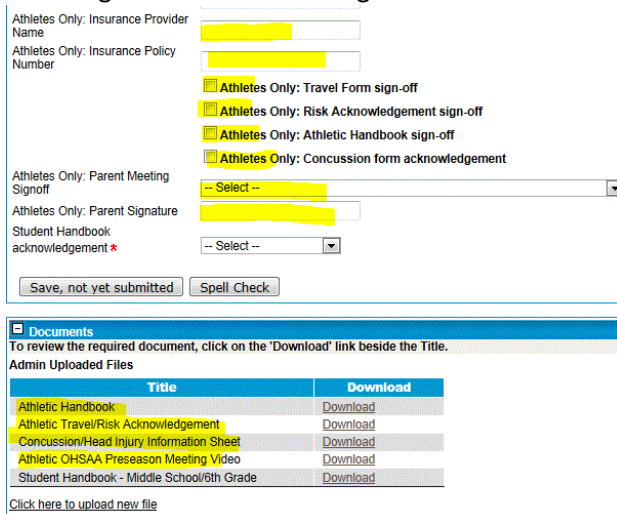 Athletes Only: Insurance Provider
Name
Athletes Only: Insurance Policy
Number
Athletes Only: Travel Form sign-off
Athletes Only: Risk Acknowledgement sign-off
Athletes Only: Athletic Handbook sign-off
Athletes Only: Concussion form acknowledgement
Athletes Only: Parent Meeting
Signoff
-- Select --
Athletes Only: Parent Signature
Student Handbook
acknowledgement *
-- Select --
Save, not yet submitted
Spell Check
Documents
To review the required document, click on the 'Download' link beside the Title.
Admin Uploaded Files
Title Download
Athletic Handbook Download
Athletic Travel/Risk Acknowledgement Download
Concussion/Head Injury Information Sheet Download
Athletic OHSAA Preseason Meeting Video Download
Student Handbook - Middle School/6th Grade Download
Click here to upload new file